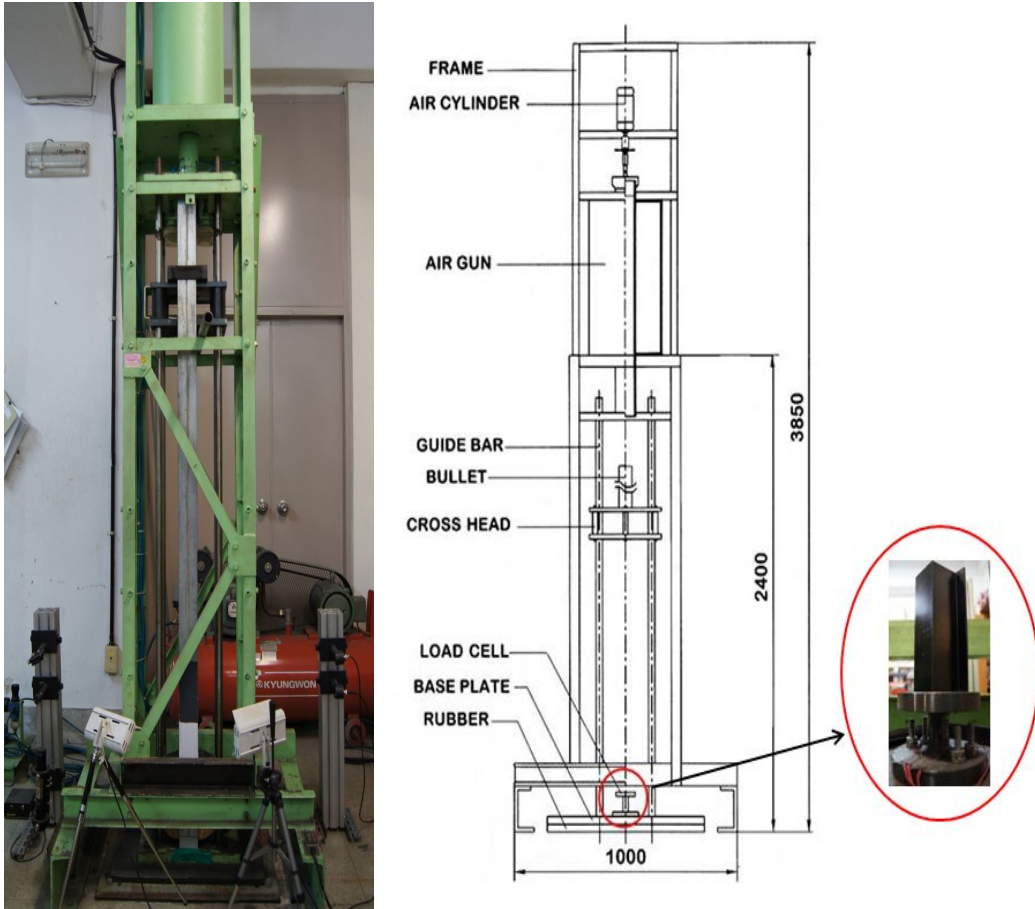 FRAME
AIR CYLINDER
AIR GUN
GUIDE BAR
BULLET
CROSS HEAD
LOAD CELL
BASE PLATE
RUBBER
1000
2400
3850
KYUNGWON